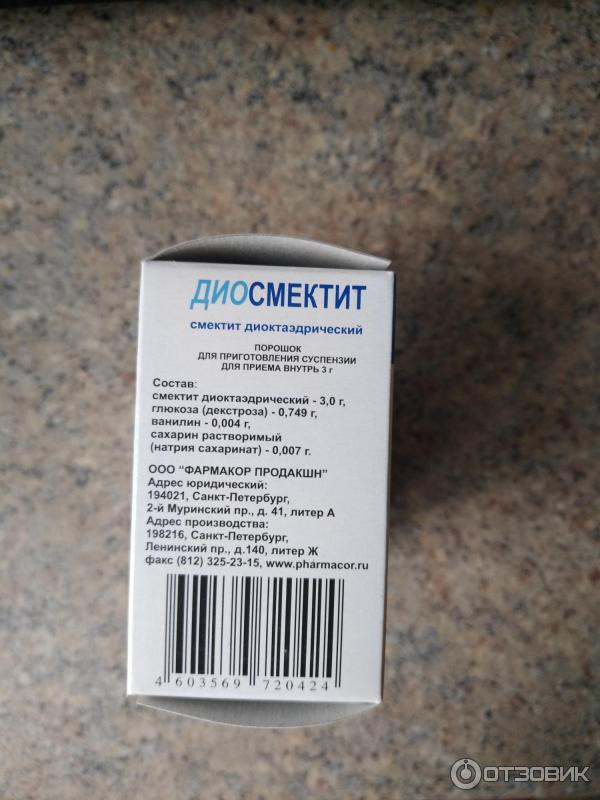 ДИОСМЕКТИТ
смектит диоктаэдрический
ПОРОШОК
ДЛЯ ПРИГОТОВЛЕНИЯ СУСПЕНЗИИ
ДЛЯ ПРИЕМА ВНУТРЬ 3 г
Состав:
смектит диоктаэдрический - 3,0 г,
глюкоза (декстроза) - 0,749 г,
ванилин - 0,004 г,
сахарин растворимый
(натрия сахаринат) - 0,007 г.
ООО "ФАРМАКОР ПРОДАКШН"
Адрес юридический:
194021, Санкт-Петербург,
2-й Муринский пр., д. 41, литер А
Адрес производства:
198216, Санкт-Петербург,
Ленинский пр., д.140, литер Ж
факс (812) 325-23-15, www.pharmacor.ru
4 603569 720424
ОТЗОВИК